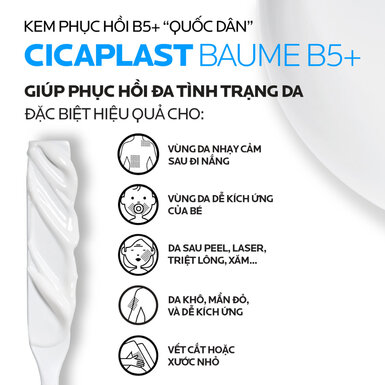 KEM PHỤC HỒI B5+ “QUỐC DÂN”
CICAPLAST BAUME B5+
GIÚP PHỤC HỒI ĐA TÌNH TRẠNG DA
ĐẶC BIỆT HIỆU QUẢ CHO:
VÙNG DA NHẠY CẢM
SAU ĐI NẮNG
VÙNG DA DỄ KÍCH ỨNG
CỦA BÉ
DA SAU PEEL, LASER,
TRIỆT LÔNG, XĂM...
DA KHÔ, MẨN ĐỎ,
VÀ DỄ KÍCH ỨNG
VẾT CẮT HOẶC
XƯỚC NHỎ